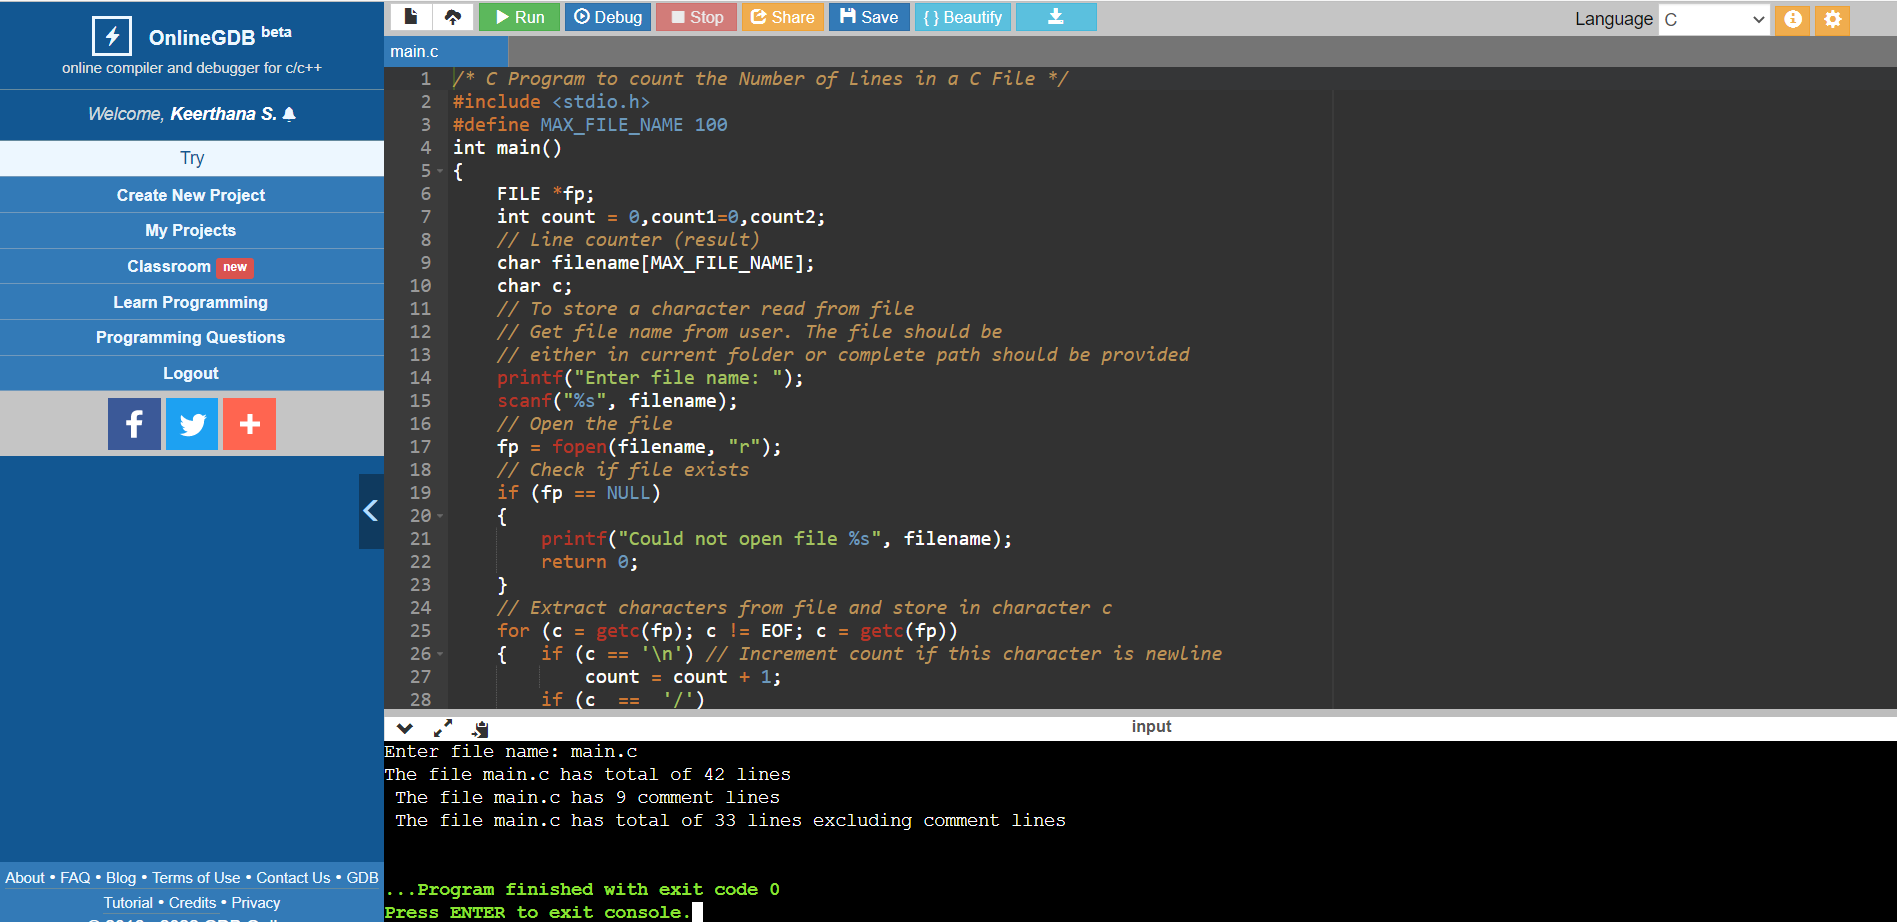 OnlineGDB beta
online compiler and debugger for c/c++
Welcome, Keerthana S.
Try
Create New Project
My Projects
Classroom new
Learn Programming
Programming Questions
Logout
About • FAQ • Blog • Terms of Use • Contact Us • GDB
Tutorial • Credits • Privacy
Run Debug Stop Share Save { } Beautify
Language C
main.c
1 /* C Program to count the Number of Lines in a C File */
2 #include <stdio.h>
3 #define MAX_FILE_NAME 100
4 int main()
5 {
6 FILE *fp;
7 int count = 0,count1=0,count2;
8 // Line counter (result)
9 char filename[MAX_FILE_NAME];
10 char c;
11 // To store a character read from file
12 // Get file name from user. The file should be
13 // either in current folder or complete path should be provided
14 printf("Enter file name: ");
15 scanf("%s", filename);
16 // Open the file
17 fp = fopen(filename, "r");
18 // Check if file exists
19 if (fp == NULL)
20 {
21 printf("Could not open file %s", filename);
22 return 0;
23 }
24 // Extract characters from file and store in character c
25 for (c = getc(fp); c != EOF; c = getc(fp))
26 { if (c == '\n') // Increment count if this character is newline
27 count = count + 1;
28 if (c == '/')
input
Enter file name: main.c
The file main.c has total of 42 lines
The file main.c has 9 comment lines
The file main.c has total of 33 lines excluding comment lines
...Program finished with exit code 0
Press ENTER to exit console.